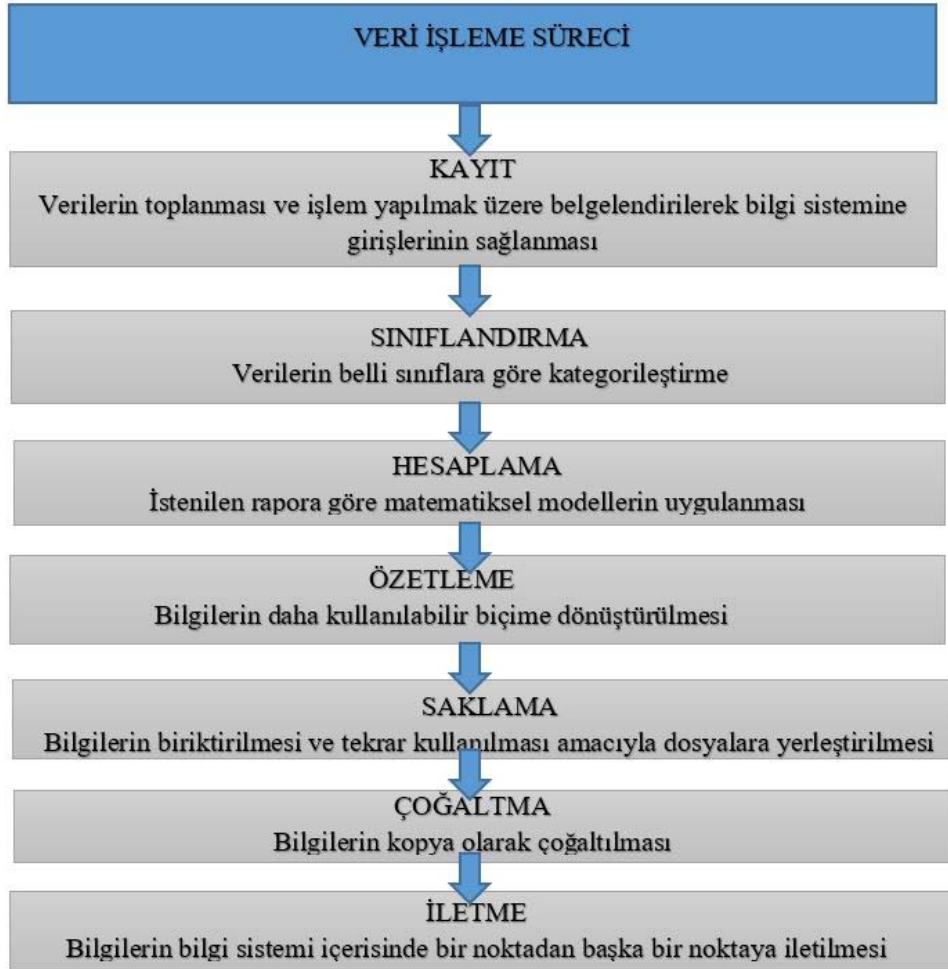 VERİ İŞLEME SÜRECİ
KAYIT
Verilerin toplanması ve işlem yapılmak üzere belgelendirilerek bilgi sistemine
girişlerinin sağlanması
SINIFLANDIRMA
Verilerin belli sınıflara göre kategorileştirme
HESAPLAMA
İstenilen rapora göre matematiksel modellerin uygulanması
ÖZETLEME
Bilgilerin daha kullanılabilir biçime dönüştürülmesi
SAKLAMA
Bilgilerin biriktirilmesi ve tekrar kullanılması amacıyla dosyalara yerleştirilmesi
ÇOĞALTMA
Bilgilerin kopya olarak çoğaltılması
İLETME
Bilgilerin bilgi sistemi içerisinde bir noktadan başka bir noktaya iletilmesi